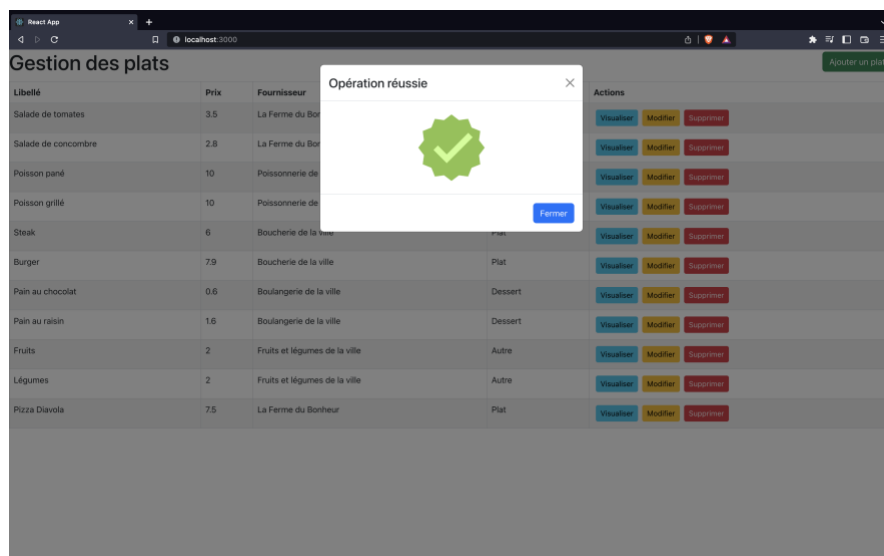 React App
localhost:3000
Gestion des plats
Ajouter un plat
Opération réussie
Libellé Prix Fournisseur Actions
Salade de tomates 3.5 La Ferme du Bon Visualiser Modifier Supprimer
Salade de concombre 2.8 La Ferme du Bon Visualiser Modifier Supprimer
Poisson pané 10 Poissonnerie de Visualiser Modifier Supprimer
Poisson grillé 10 Poissonnerie de Visualiser Modifier Supprimer
Fermer
Steak 6 Boucherie de la ville Plat Visualiser Modifier Supprimer
Burger 7.9 Boucherie de la ville Plat Visualiser Modifier Supprimer
Pain au chocolat 0.6 Boulangerie de la ville Dessert Visualiser Modifier Supprimer
Pain au raisin 1.6 Boulangerie de la ville Dessert Visualiser Modifier Supprimer
Fruits 2 Fruits et légumes de la ville Autre Visualiser Modifier Supprimer
Légumes 2 Fruits et légumes de la ville Autre Visualiser Modifier Supprimer
Pizza Diavola 7.5 La Ferme du Bonheur Plat Visualiser Modifier Supprimer